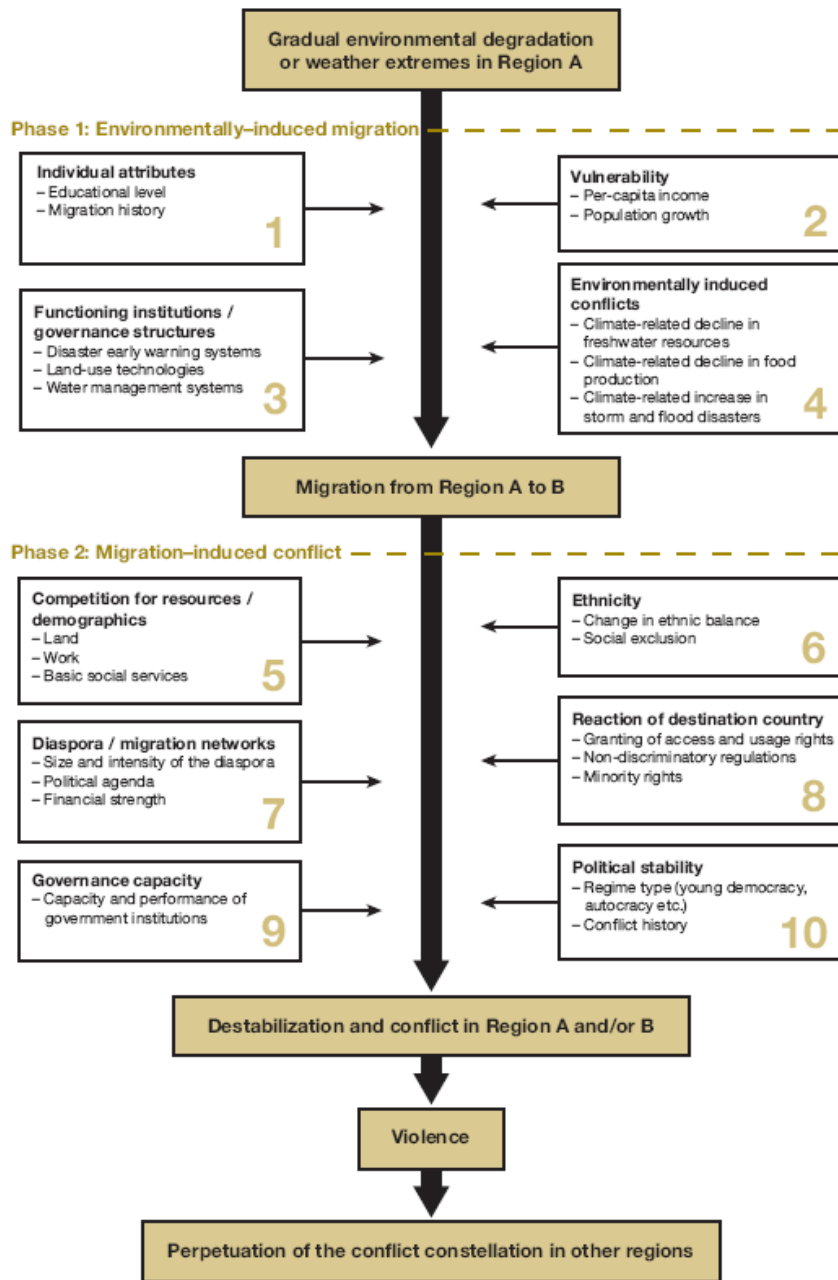 Gradual environmental degradation
or weather extremes in Region A
Phase 1: Environmentally–induced migration
Individual attributes
– Educational level
– Migration history
1
Vulnerability
– Per-capita income
– Population growth
2
Functioning institutions /
governance structures
– Disaster early warning systems
– Land-use technologies
– Water management systems
3
Environmentally induced
conflicts
– Climate-related decline in
freshwater resources
– Climate-related decline in food
production
– Climate-related increase in
storm and flood disasters
4
Migration from Region A to B
Phase 2: Migration–induced conflict
Competition for resources /
demographics
– Land
– Work
– Basic social services
5
Ethnicity
– Change in ethnic balance
– Social exclusion
6
Diaspora / migration networks
– Size and intensity of the diaspora
– Political agenda
– Financial strength
7
Reaction of destination country
– Granting of access and usage rights
– Non-discriminatory regulations
– Minority rights
8
Governance capacity
– Capacity and performance of
government institutions
9
Political stability
– Regime type (young democracy,
autocracy etc.)
– Conflict history
10
Destabilization and conflict in Region A and/or B
Violence
Perpetuation of the conflict constellation in other regions